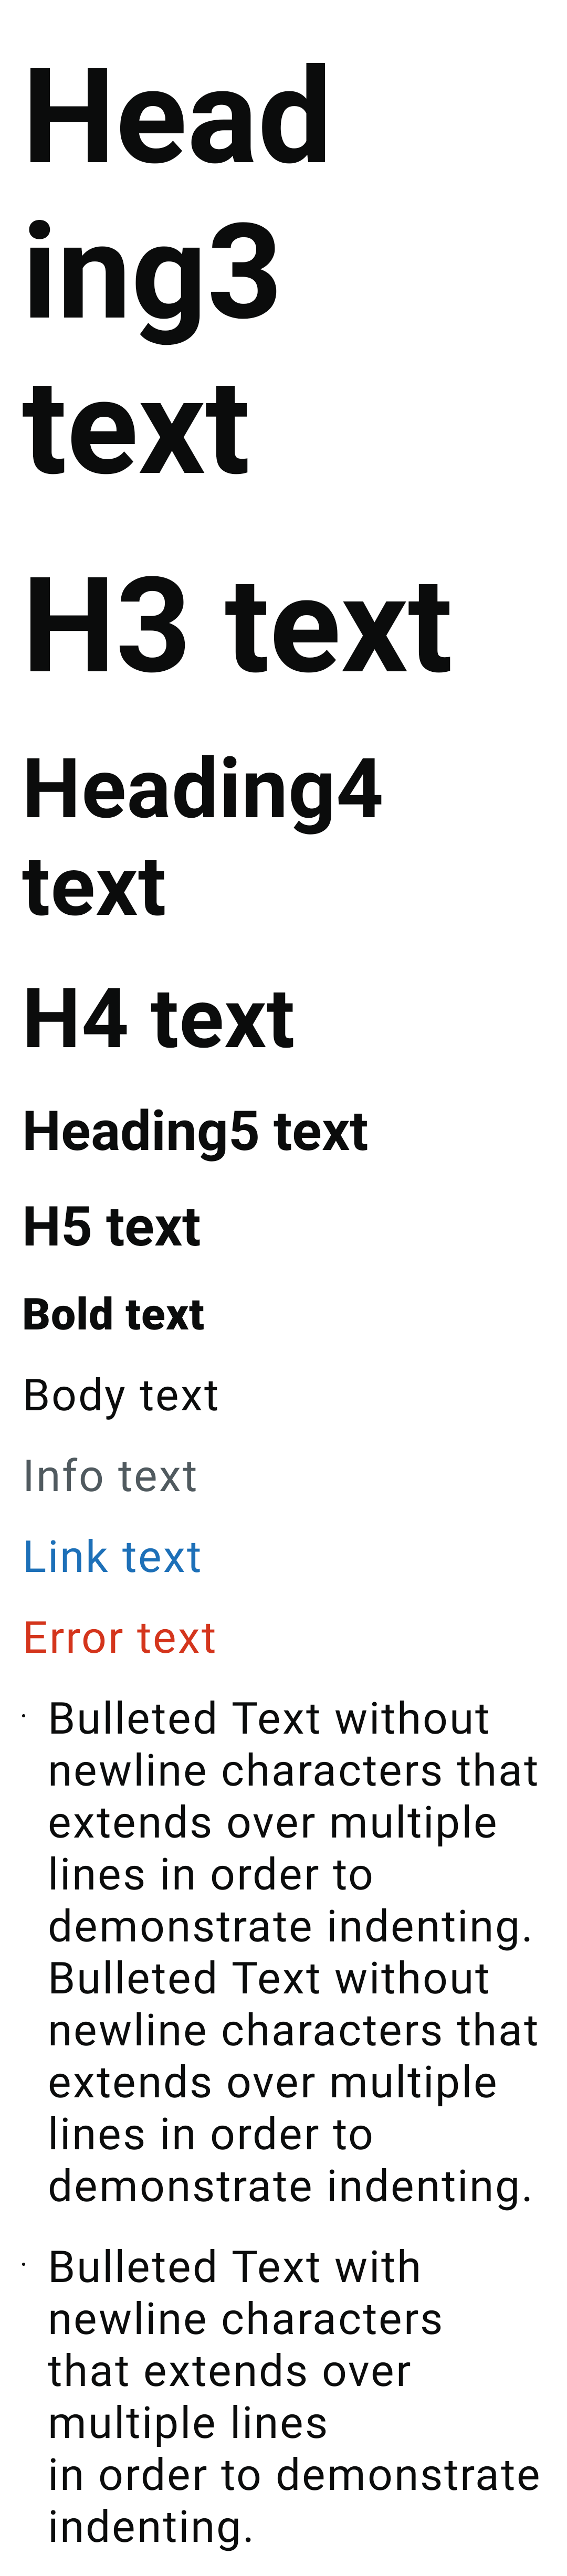 Head
ing3
text
H3 text
Heading4
text
H4 text
Heading5 text
H5 text
Bold text
Body text
Info text
Link text
Error text
· Bulleted Text without
newline characters that
extends over multiple
lines in order to
demonstrate indenting.
Bulleted Text without
newline characters that
extends over multiple
lines in order to
demonstrate indenting.
· Bulleted Text with
newline characters
that extends over
multiple lines
in order to demonstrate
indenting.